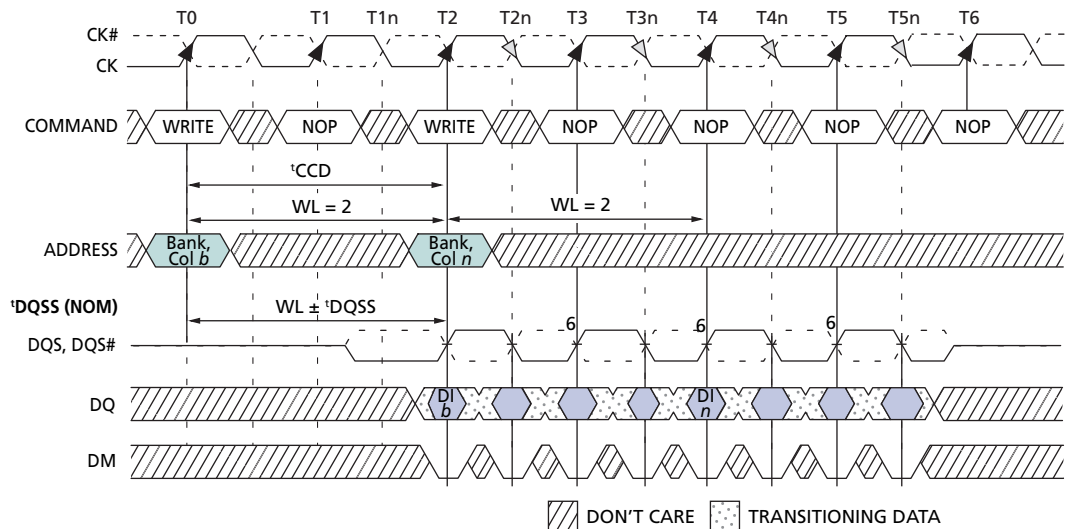 T0 T1 T1n T2 T2n T3 T3n T4 T4n T5 T5n T6
CK#
CK
COMMAND WRITE NOP WRITE NOP NOP NOP NOP
tCCD
WL = 2 WL = 2
ADDRESS Bank, Col b Bank, Col n
tDQSS (NOM) WL ± tDQSS
6 6 6
DQS, DQS#
DQ DI b DI n
DM
DON'T CARE TRANSITIONING DATA